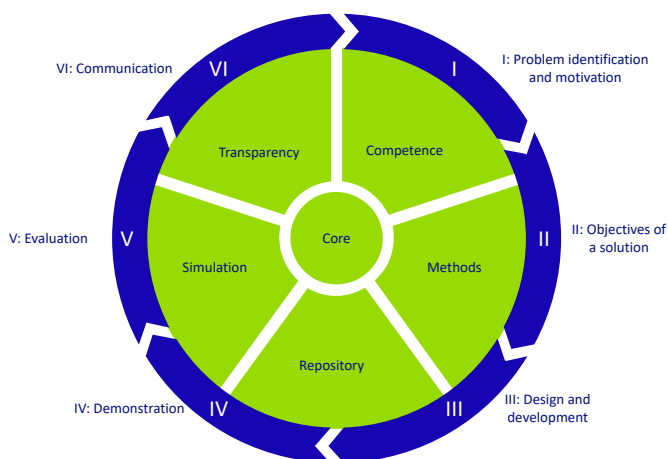 VI: Communication
VI
I
I: Problem identification
and motivation
Transparency
Competence
V: Evaluation
V
Core
II
II: Objectives of
a solution
Simulation
Methods
Repository
IV: Demonstration
IV
III
III: Design and
development